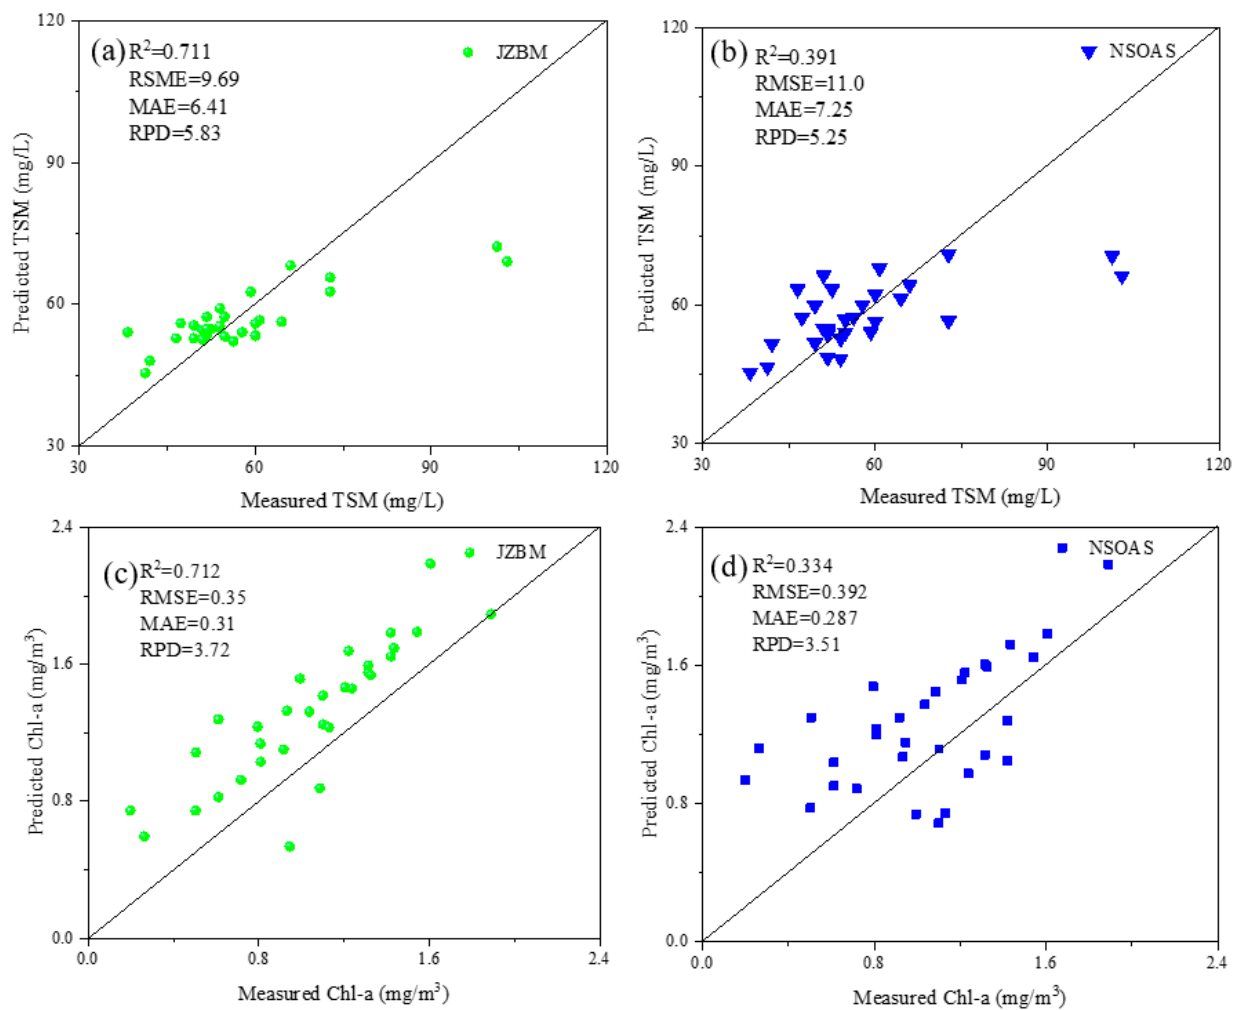 (a)
R²=0.711
RSME=9.69
MAE=6.41
RPD=5.83
JZBM
120
90
60
30
Predicted TSM (mg/L)
30 60 90 120
Measured TSM (mg/L)
(b)
R²=0.391
RMSE=11.0
MAE=7.25
RPD=5.25
NSOAS
120
90
60
30
Predicted TSM (mg/L)
30 60 90 120
Measured TSM (mg/L)
(c)
R²=0.712
RMSE=0.35
MAE=0.31
RPD=3.72
JZBM
2.4
1.6
0.8
0.0
Predicted Chl-a (mg/m³)
0.0 0.8 1.6 2.4
Measured Chl-a (mg/m³)
(d)
R²=0.334
RMSE=0.392
MAE=0.287
RPD=3.51
NSOAS
2.4
1.6
0.8
0.0
Predicted Chl-a (mg/m³)
0.0 0.8 1.6 2.4
Measured Chl-a (mg/m³)